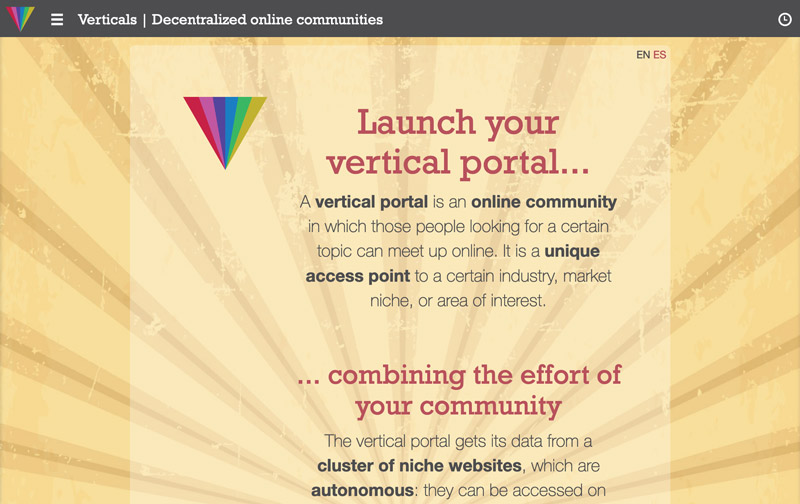 Verticals | Decentralized online communities
EN ES
Launch your
vertical portal...
A vertical portal is an online community
in which those people looking for a certain
topic can meet up online. It is a unique
access point to a certain industry, market
niche, or area of interest.
... combining the effort of
your community
The vertical portal gets its data from a
cluster of niche websites, which are
autonomous: they can be accessed on